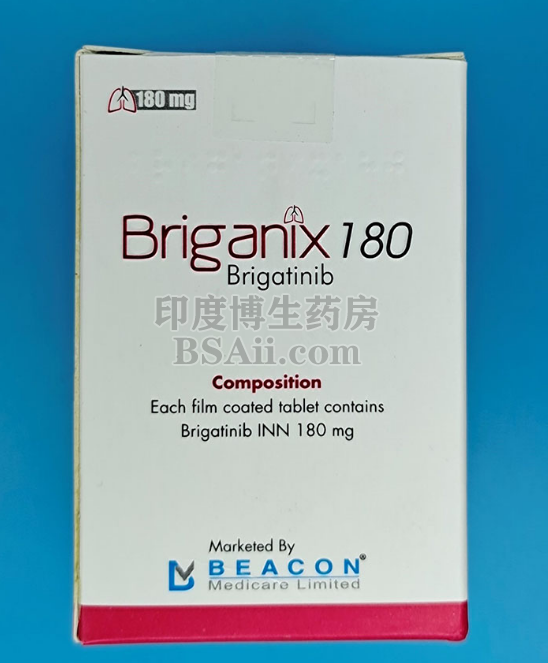 180 mg
Briganix 180
Brigatinib
印度博生药房
BSAii.com
Composition
Each film coated tablet contains
Brigatinib INN 180 mg
Marketed By
BEACON®
Medicare Limited